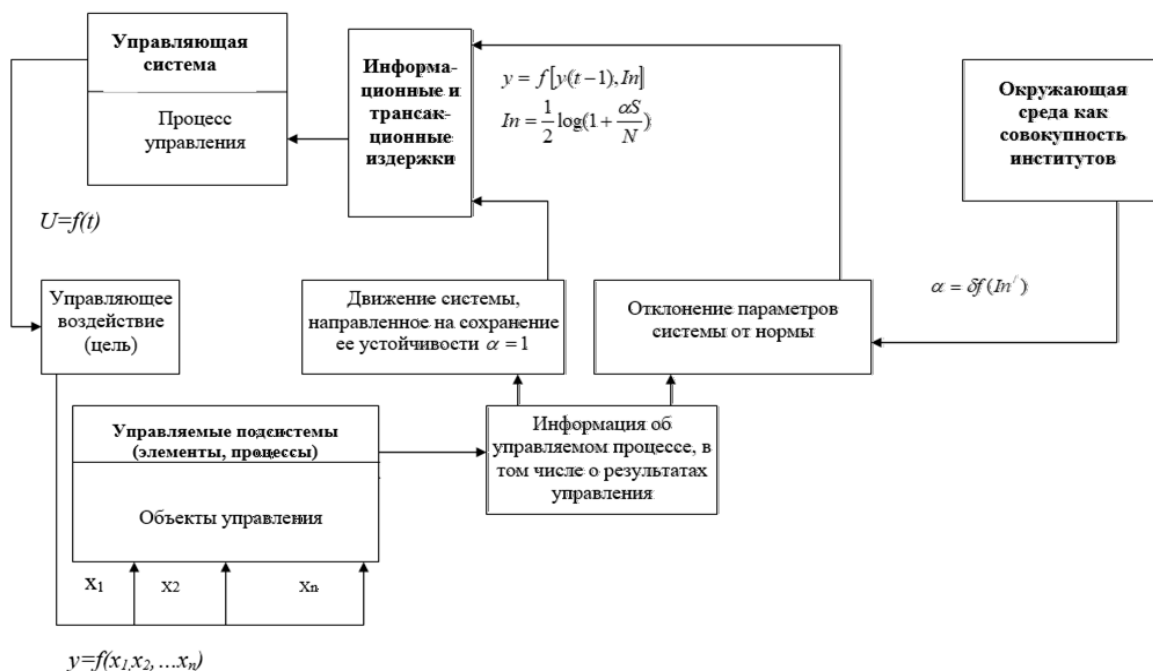 Управляющая
система
Процесс
управления
Информа-
ционные и
трансак-
ционные
издержки
y = f[y(t−1), In]
In = 1/2 log(1 + αS/N)
Окружающая
среда как
совокупность
институтов
U=f(t)
α = δf(In′)
Управляющее
воздействие
(цель)
Движение системы,
направленное на сохранение
ее устойчивости α = 1
Отклонение параметров
системы от нормы
Управляемые подсистемы
(элементы, процессы)
Объекты управления
Информация об
управляемом процессе, в
том числе о результатах
управления
X1 X2 Xn
y=f(x1,x2, ...xn)